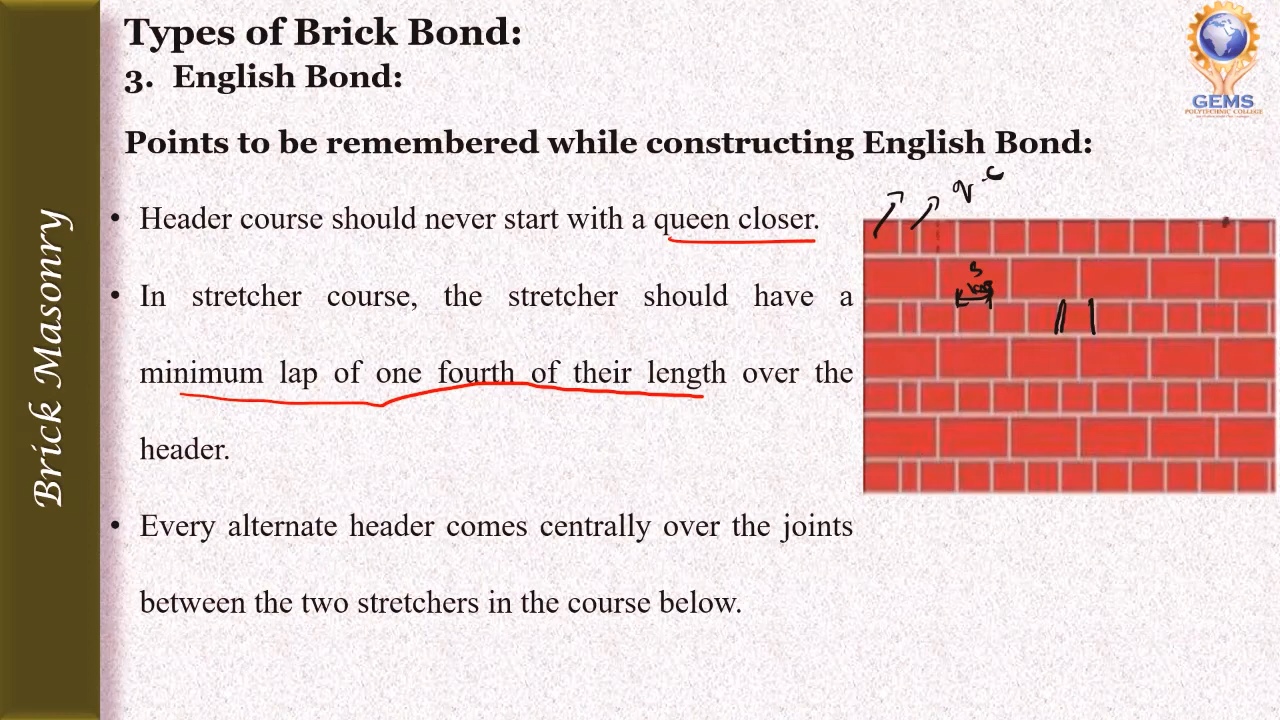 Types of Brick Bond:
3. English Bond:
GEMS
POLYTECHNIC COLLEGE
Points to be remembered while constructing English Bond:
• Header course should never start with a queen closer.
• In stretcher course, the stretcher should have a
minimum lap of one fourth of their length over the
header.
• Every alternate header comes centrally over the joints
between the two stretchers in the course below.
Brick Masonry